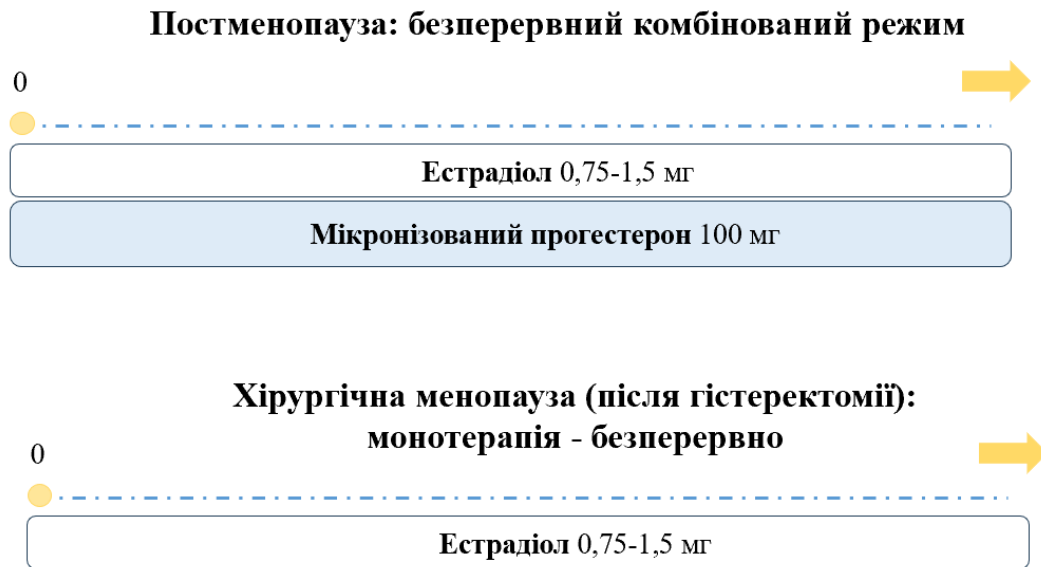 Постменопауза: безперервний комбінований режим
0
Естрадіол 0,75-1,5 мг
Мікронізований прогестерон 100 мг
Хірургічна менопауза (після гістеректомії):
монотерапія - безперервно
0
Естрадіол 0,75-1,5 мг